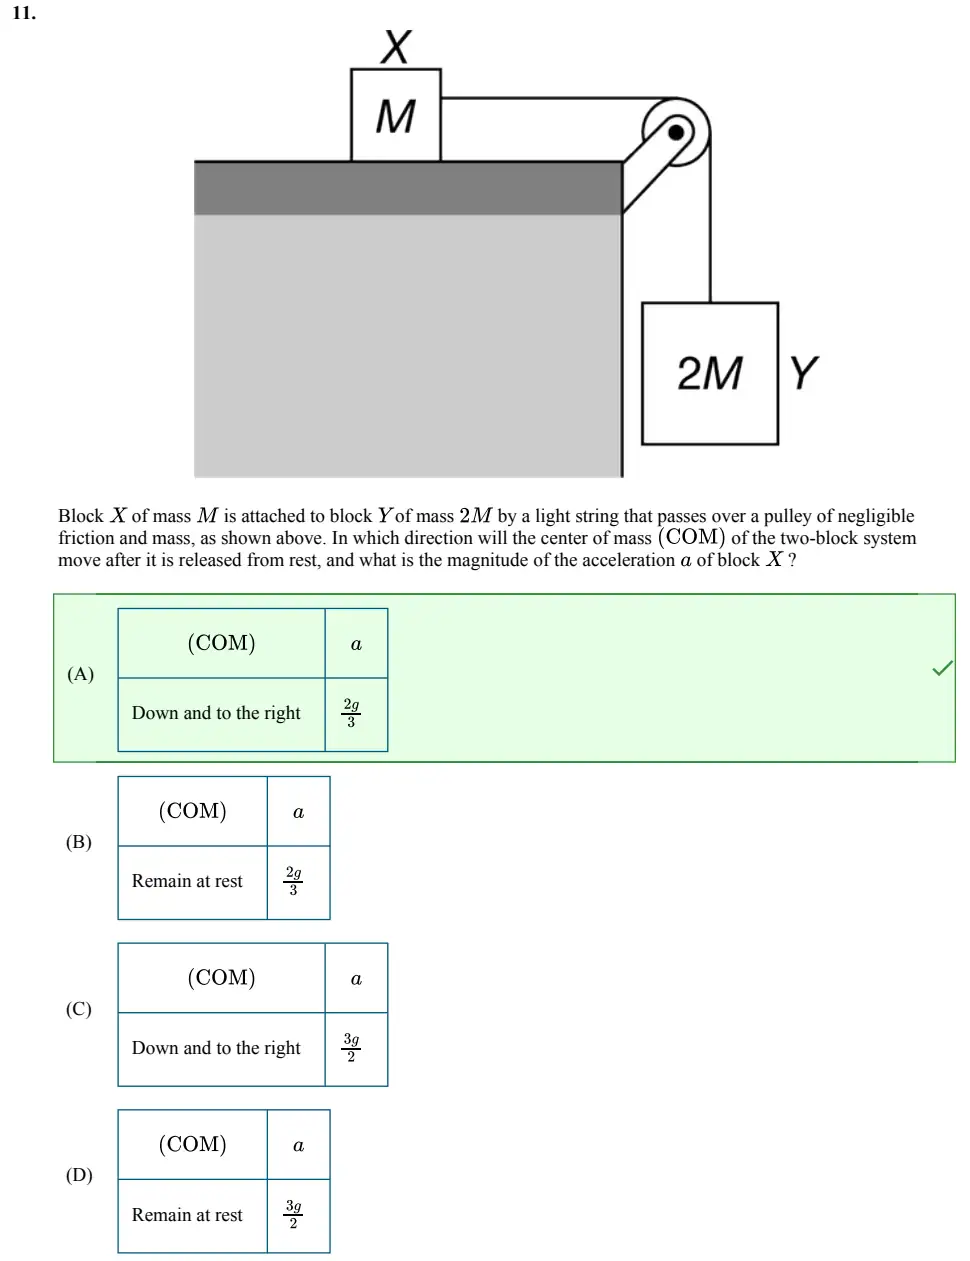 11.
X
M
2M Y
Block X of mass M is attached to block Y of mass 2M by a light string that passes over a pulley of negligible
friction and mass, as shown above. In which direction will the center of mass (COM) of the two-block system
move after it is released from rest, and what is the magnitude of the acceleration a of block X ?
(COM) a
(A)
Down and to the right 2g/3
(COM) a
(B)
Remain at rest 2g/3
(COM) a
(C)
Down and to the right 3g/2
(COM) a
(D)
Remain at rest 3g/2